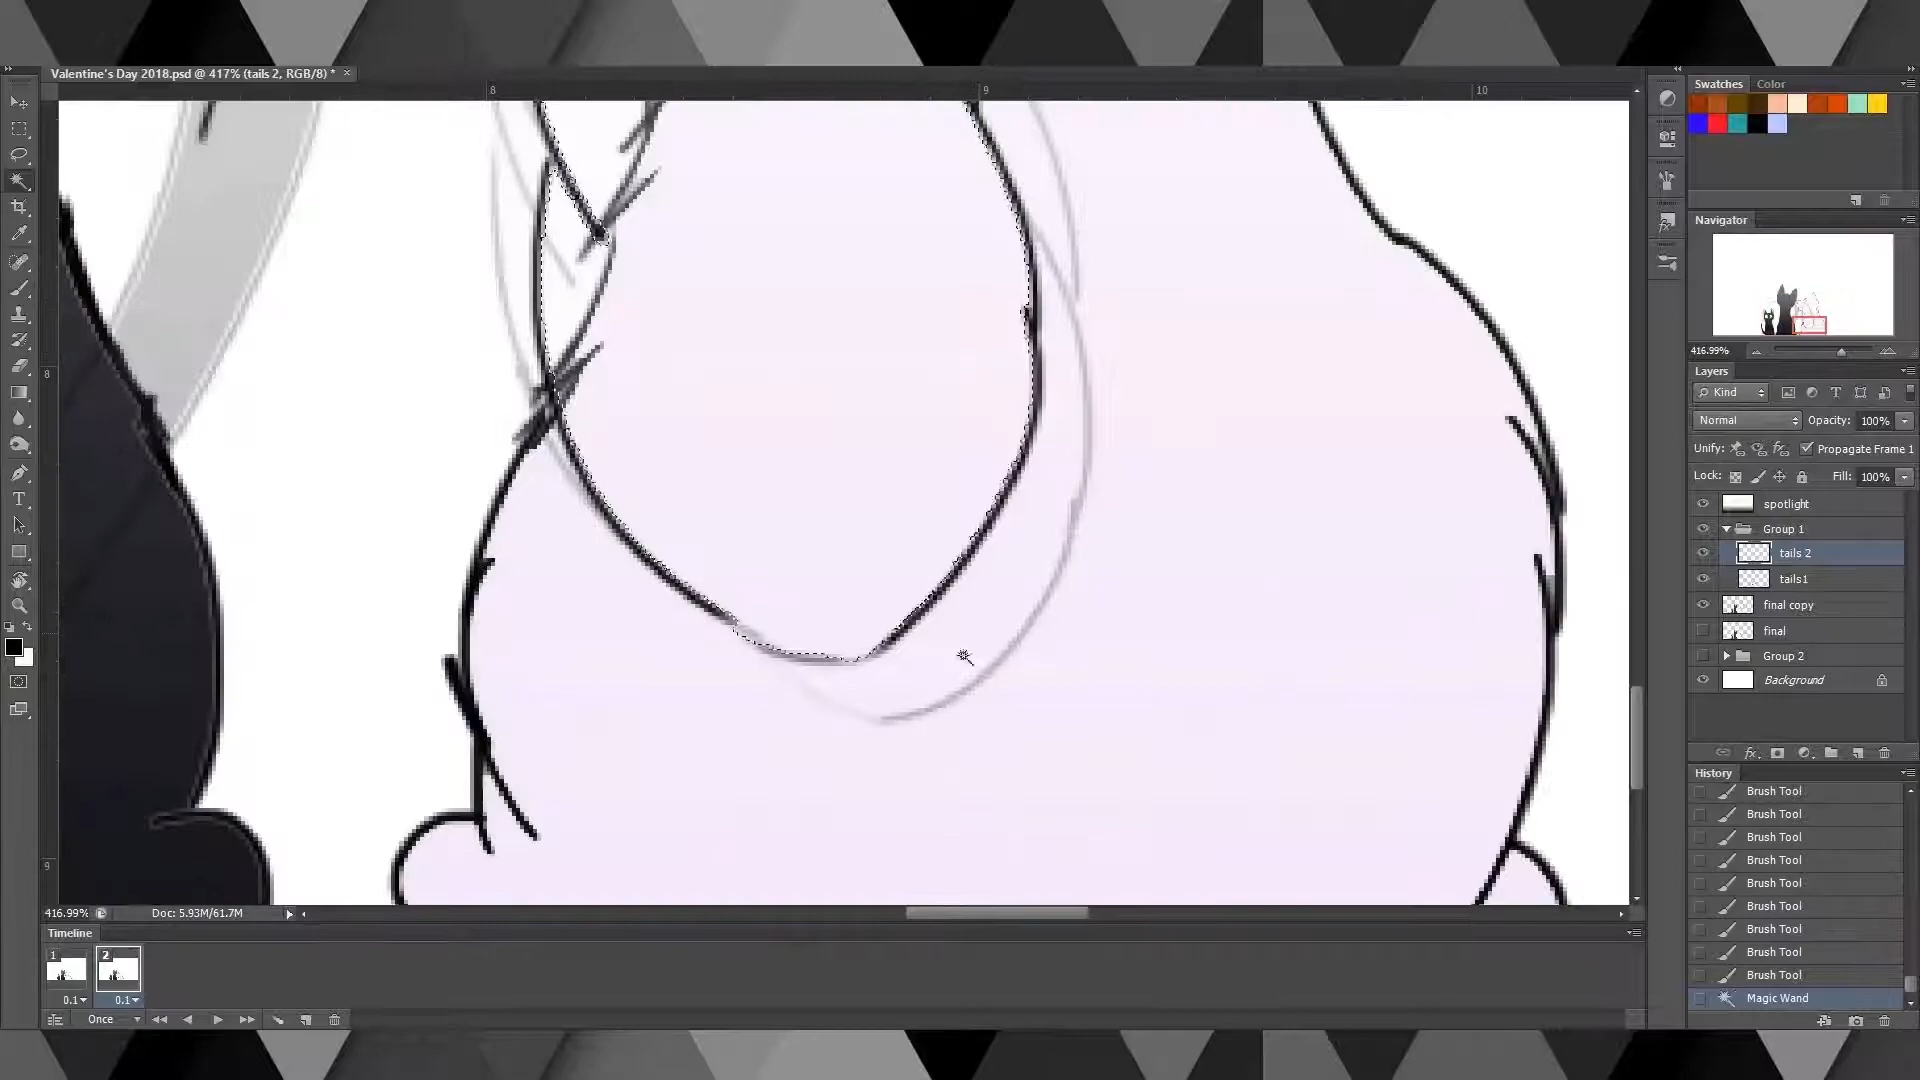 Valentine's Day 2018.psd @ 417% (tails 2, RGB/8) *
8
9
10
8
9
Swatches
Color
Navigator
416.99%
Layers
Kind
Normal
Opacity:
100%
Unify:
Propagate Frame 1
Lock:
Fill:
100%
spotlight
Group 1
tails 2
tails1
final copy
final
Group 2
Background
History
Brush Tool
Brush Tool
Brush Tool
Brush Tool
Brush Tool
Brush Tool
Brush Tool
Brush Tool
Brush Tool
Magic Wand
416.99%
Doc: 5.93M/61.7M
Timeline
1
2
0.1
0.1
Once